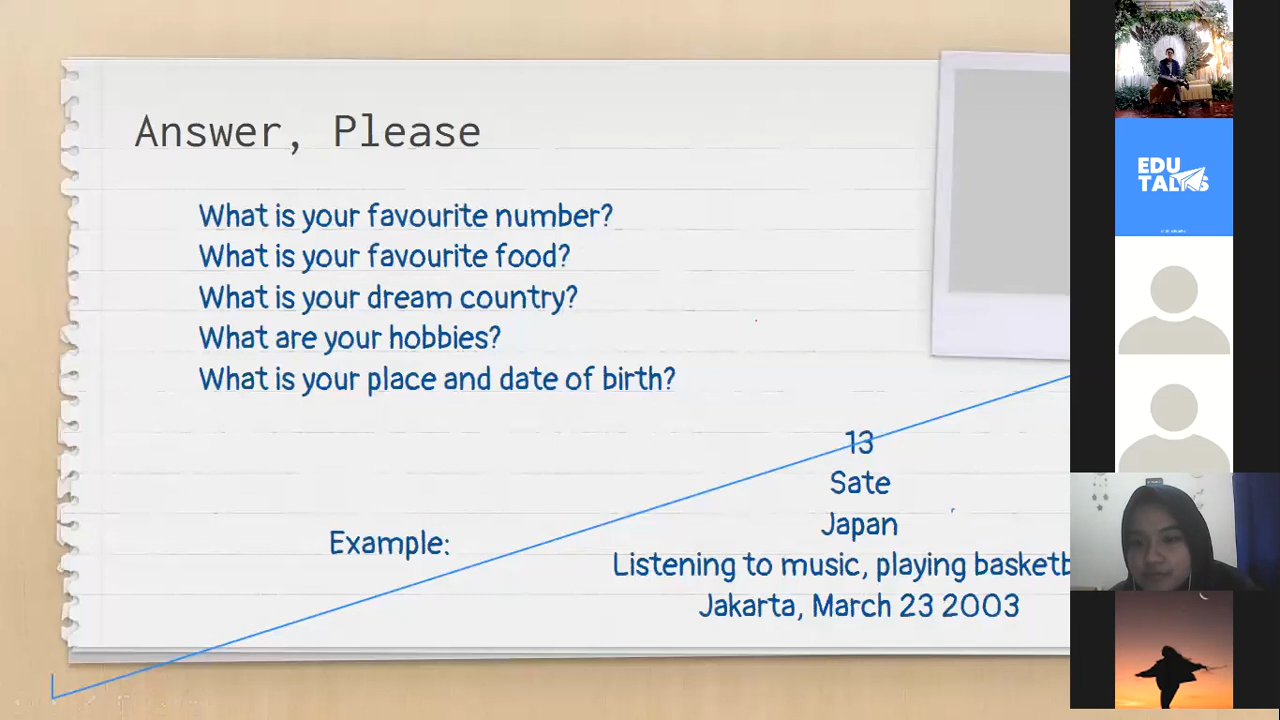 Answer, Please
What is your favourite number?
What is your favourite food?
What is your dream country?
What are your hobbies?
What is your place and date of birth?
Example:
13
Sate
Japan
Listening to music, playing basketb
Jakarta, March 23 2003
EDU
TALKS